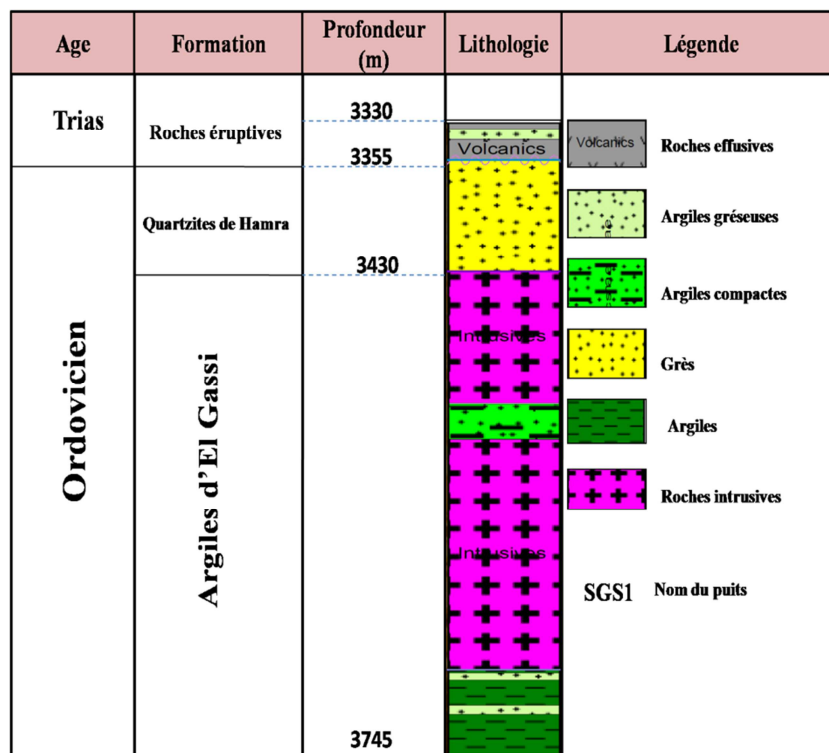 Age
Formation
Profondeur
(m)
Lithologie
Légende
Trias
Roches éruptives
3330
Volcanics
3355
Quartzites de Hamra
3430
Ordovicien
Argiles d'El Gassi
Intrusives
Intrusives
3745
Volcanics
Roches effusives
Argiles gréseuses
Argiles compactes
Grès
Argiles
Roches intrusives
SGS1 Nom du puits